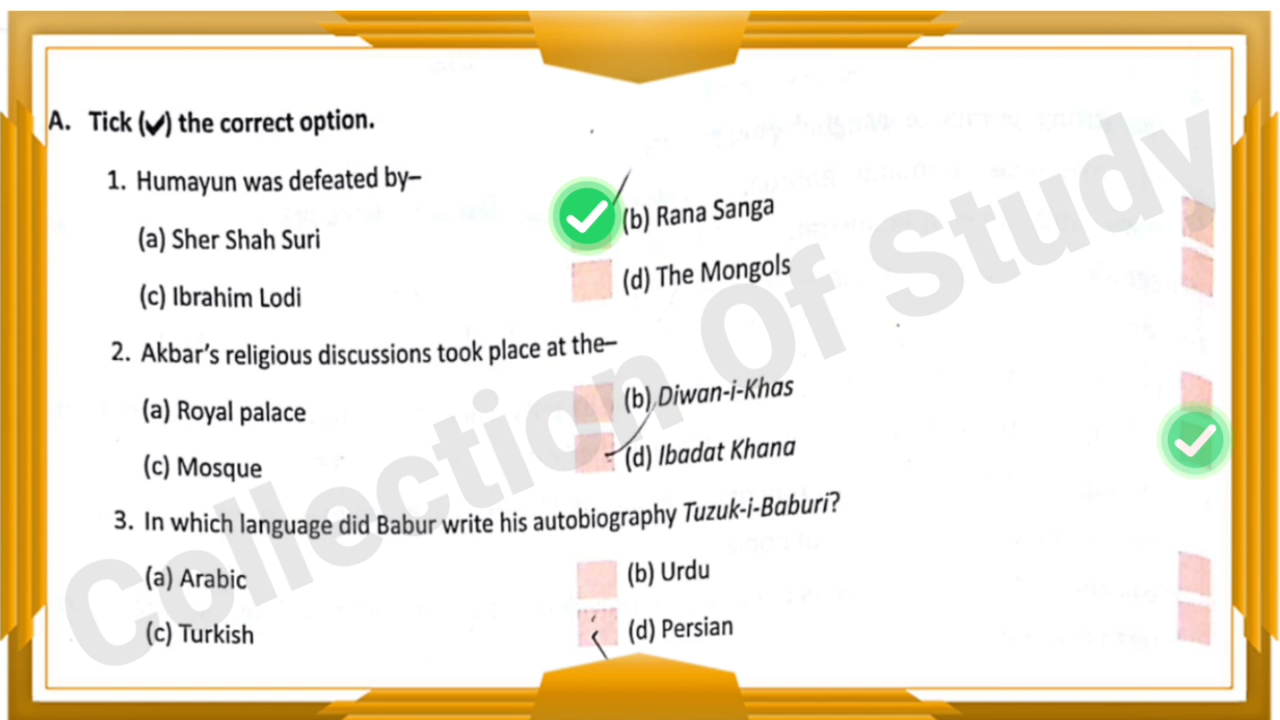 A. Tick (✔) the correct option.
1. Humayun was defeated by–
(a) Sher Shah Suri (b) Rana Sanga
(c) Ibrahim Lodi (d) The Mongols
2. Akbar’s religious discussions took place at the–
(a) Royal palace (b) Diwan-i-Khas
(c) Mosque (d) Ibadat Khana
3. In which language did Babur write his autobiography Tuzuk-i-Baburi?
(a) Arabic (b) Urdu
(c) Turkish (d) Persian
Collection Of Study